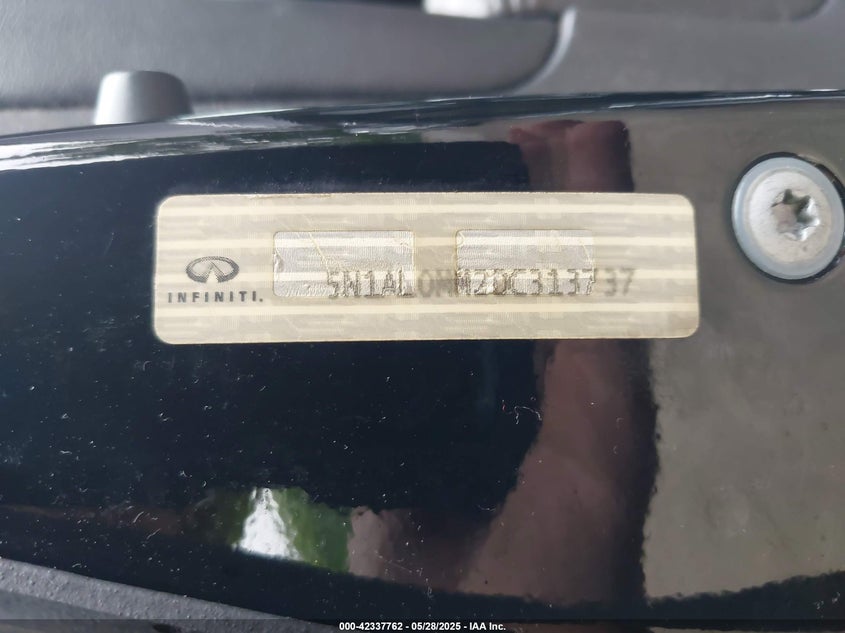 5N1AL0MM2DC313737
INFINITI.
000-42337762 - 05/28/2025 - IAA Inc.